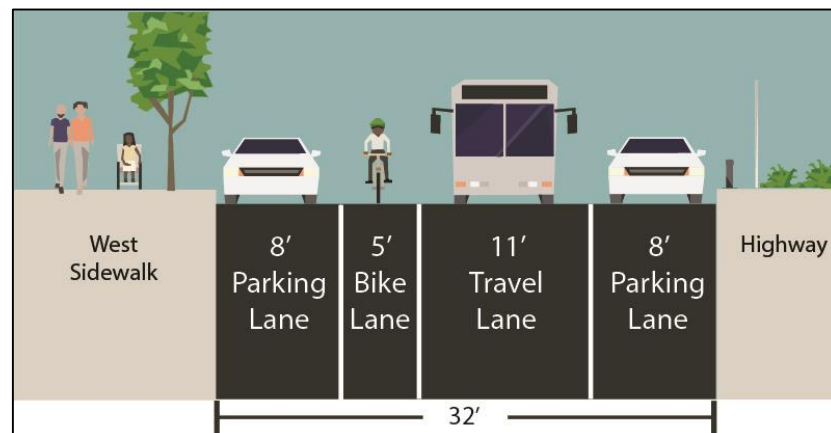 West
Sidewalk
8’
Parking
Lane
5’
Bike
Lane
11’
Travel
Lane
8’
Parking
Lane
Highway
32’